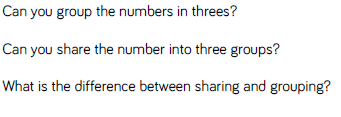 Can you group the numbers in threes?
Can you share the number into three groups?
What is the difference between sharing and grouping?